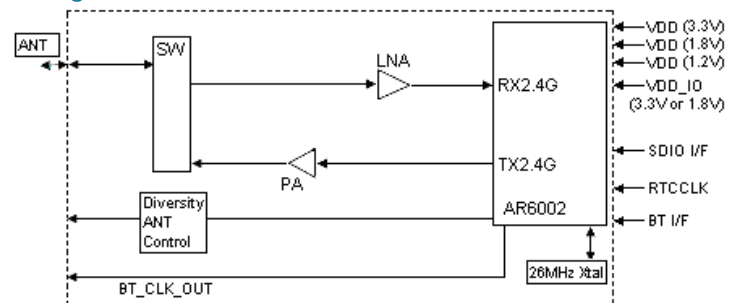 ANT
SW
LNA
RX2.4G
TX2.4G
PA
AR6002
Diversity
ANT
Control
BT_CLK_OUT
26MHz Xtal
VDD (3.3V)
VDD (1.8V)
VDD (1.2V)
VDD_IO
(3.3V or 1.8V)
SDIO I/F
RTCCLK
BT I/F